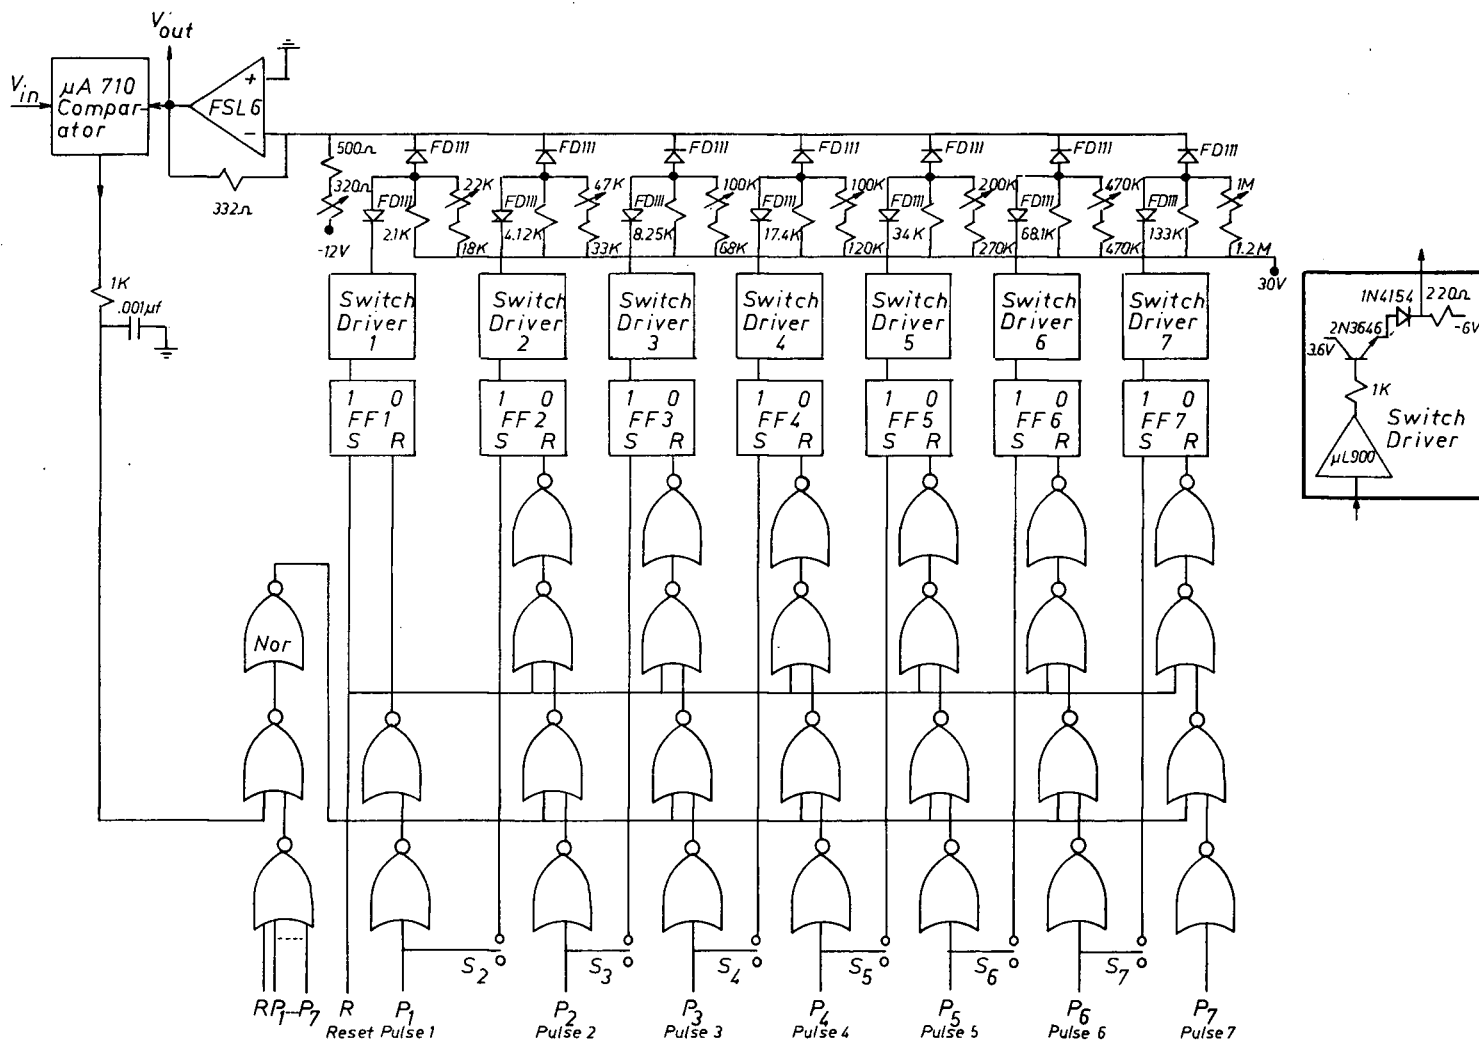 Vout
Vin
μA 710
Compar-
ator
+
FSL6
−
332Ω
500Ω
320Ω
-12V
FD111 FD111 FD111 FD111 FD111 FD111 FD111
22K 47K 100K 100K 200K 470K 1M
FD111 FD111 FD111 FD111 FD111 FD111 FD111
2.1K 4.12K 8.25K 17.4K 34K 68.1K 133K
18K 33K 68K 120K 270K 470K 1.2M
30V
1K
.001μf
Switch
Driver
1
Switch
Driver
2
Switch
Driver
3
Switch
Driver
4
Switch
Driver
5
Switch
Driver
6
Switch
Driver
7
1 0
FF1
S R
1 0
FF2
S R
1 0
FF3
S R
1 0
FF4
S R
1 0
FF5
S R
1 0
FF6
S R
1 0
FF7
S R
1N4154 220Ω
2N3646
-6V
3.6V
1K
Switch
Driver
μL900
Nor
S2 S3 S4 S5 S6 S7
R P1---P7 R P1 P2 P3 P4 P5 P6 P7
Reset Pulse 1 Pulse 2 Pulse 3 Pulse 4 Pulse 5 Pulse 6 Pulse 7